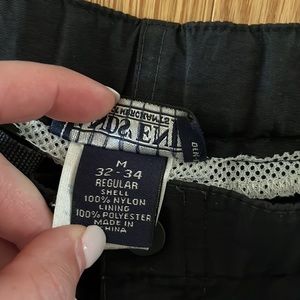 M
32 - 34
REGULAR
SHELL
100% NYLON
LINING
100% POLYESTER
MADE IN
CHINA